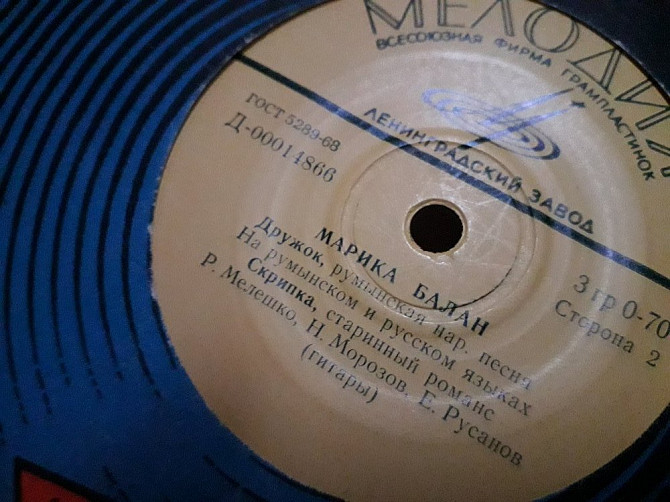 МЕЛОДИЯ
ВСЕСОЮЗНАЯ ФИРМА ГРАМПЛАСТИНОК
ЛЕНИНГРАДСКИЙ ЗАВОД
ГОСТ 5289-68
Д-00014866
3 гр 0-70
Сторона 2
МАРИКА БАЛАН
Дружок, румынская нар. песня
На румынском и русском языках
Скрипка, старинный романс
Р. Мелешко, Н. Морозов, Е. Русанов
(гитары)